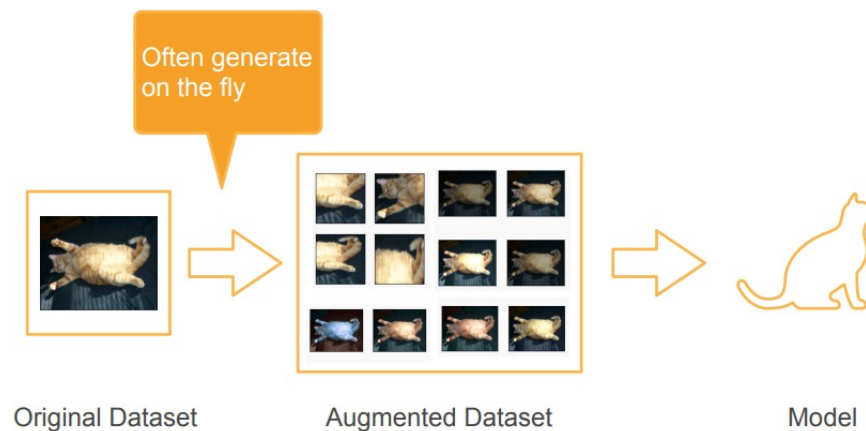 Often generate
on the fly
Original Dataset
Augmented Dataset
Model